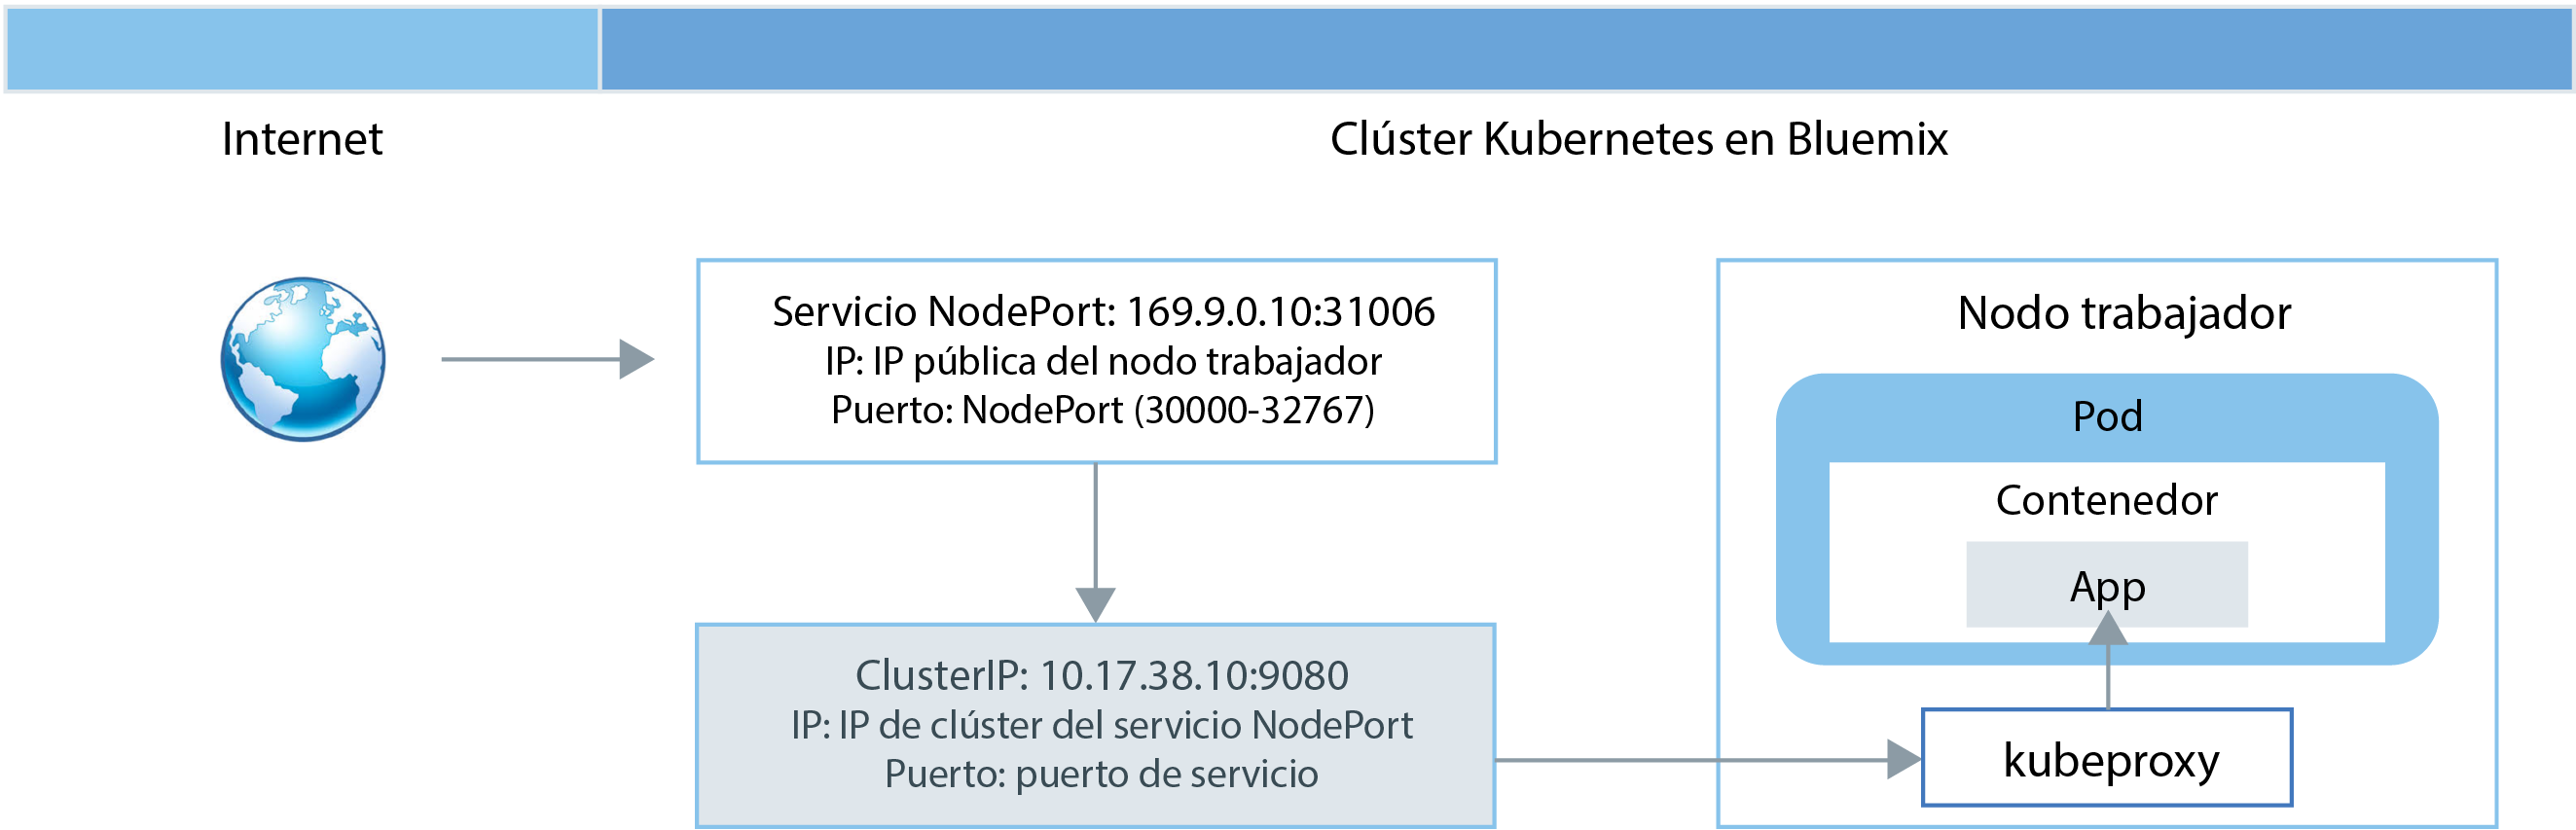 Internet
Clúster Kubernetes en Bluemix
Servicio NodePort: 169.9.0.10:31006
IP: IP pública del nodo trabajador
Puerto: NodePort (30000-32767)
ClusterIP: 10.17.38.10:9080
IP: IP de clúster del servicio NodePort
Puerto: puerto de servicio
Nodo trabajador
Pod
Contenedor
App
kubeproxy